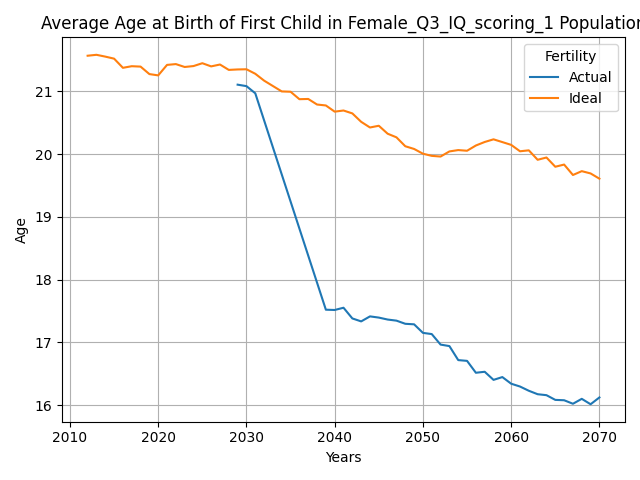 Average Age at Birth of First Child in Female_Q3_IQ_scoring_1 Population
Fertility
Actual
Ideal
21
20
19
18
17
16
Age
2010
2020
2030
2040
2050
2060
2070
Years